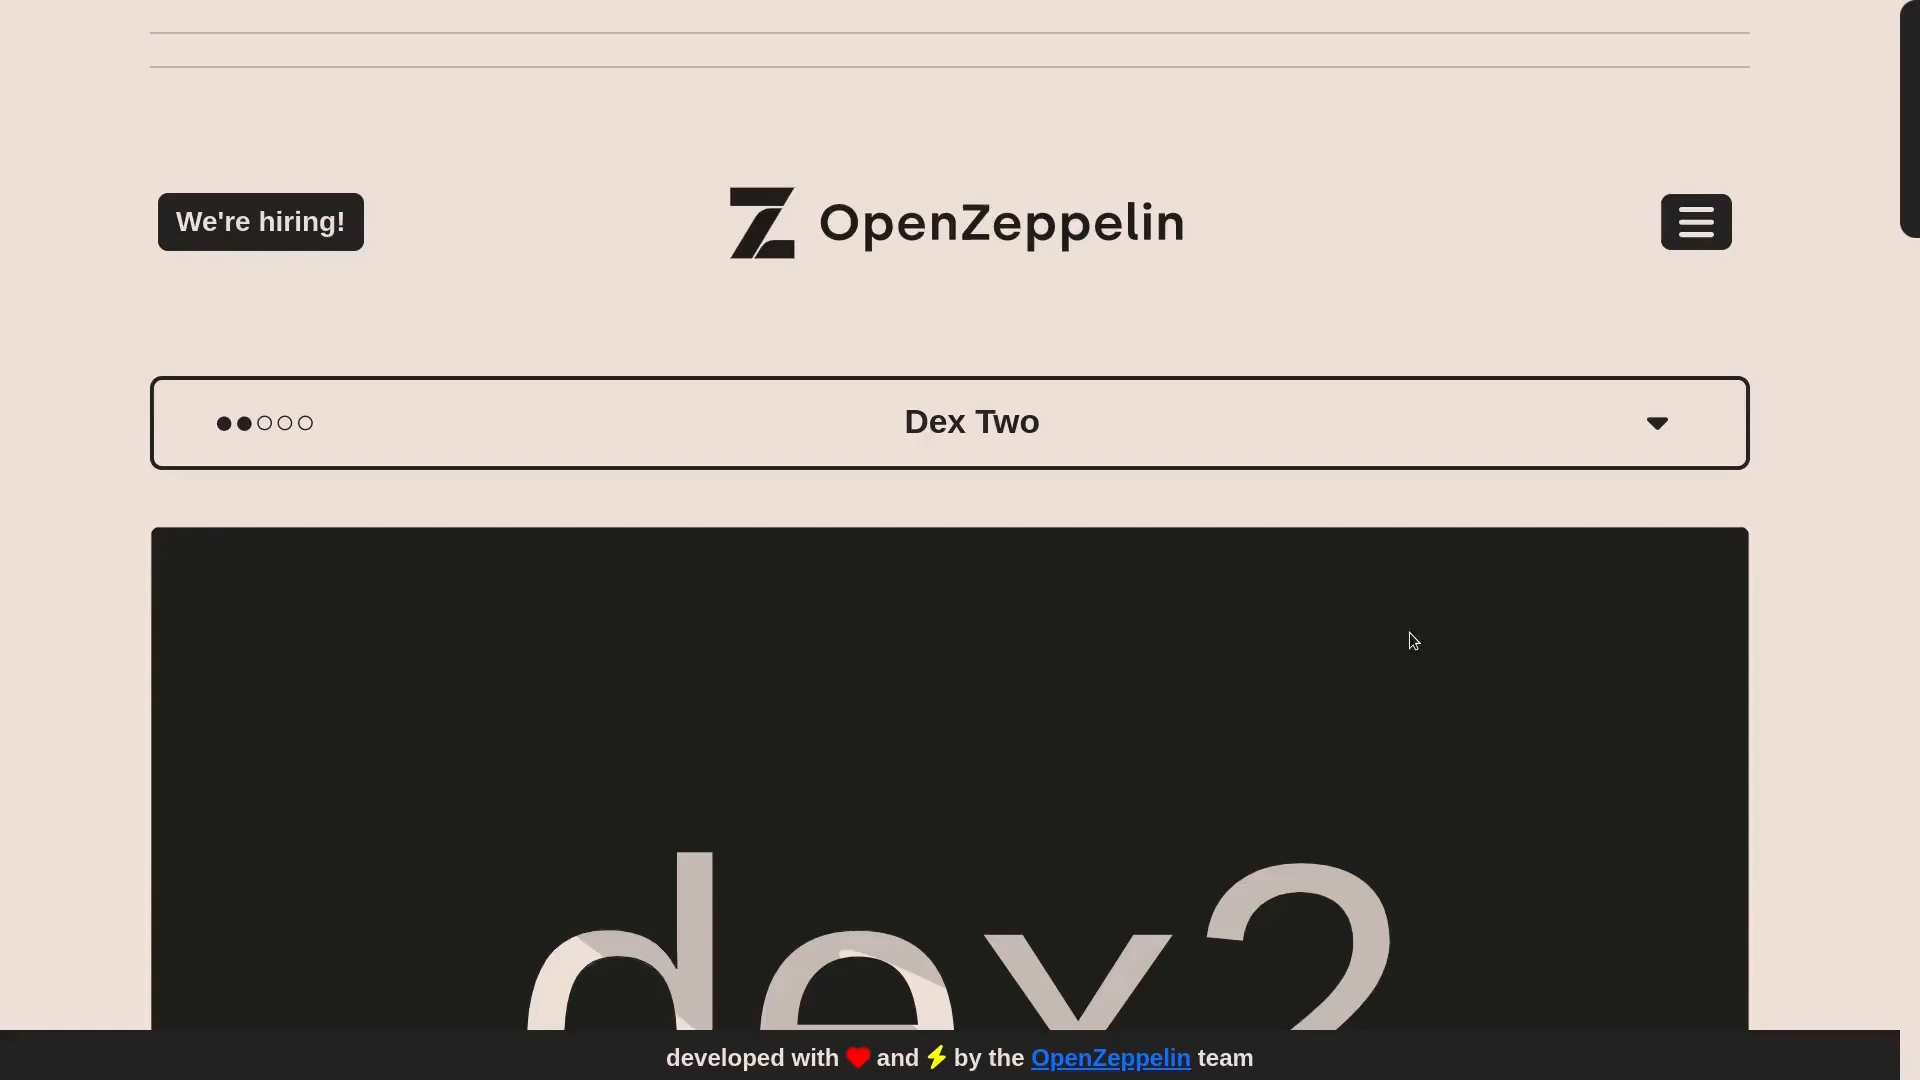 We're hiring!
OpenZeppelin
Dex Two
dex2
developed with ❤ and ⚡ by the OpenZeppelin team